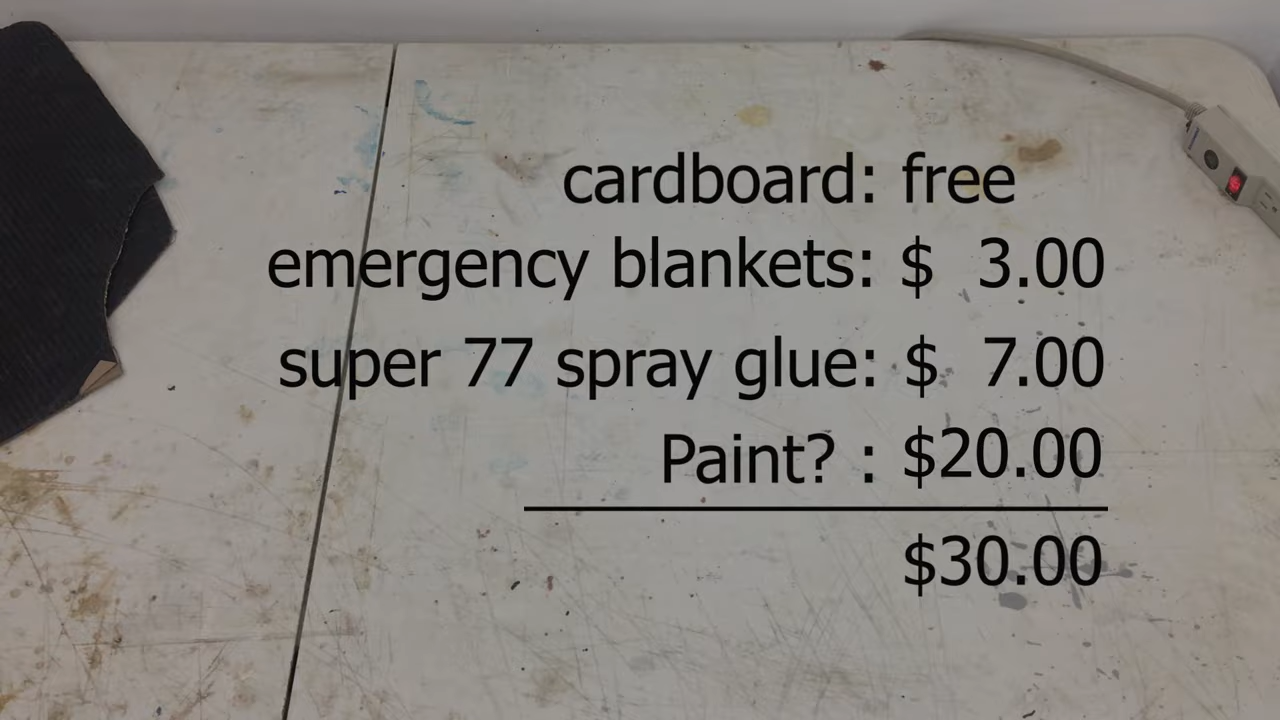 cardboard: free
emergency blankets: $ 3.00
super 77 spray glue: $ 7.00
Paint? : $20.00
$30.00